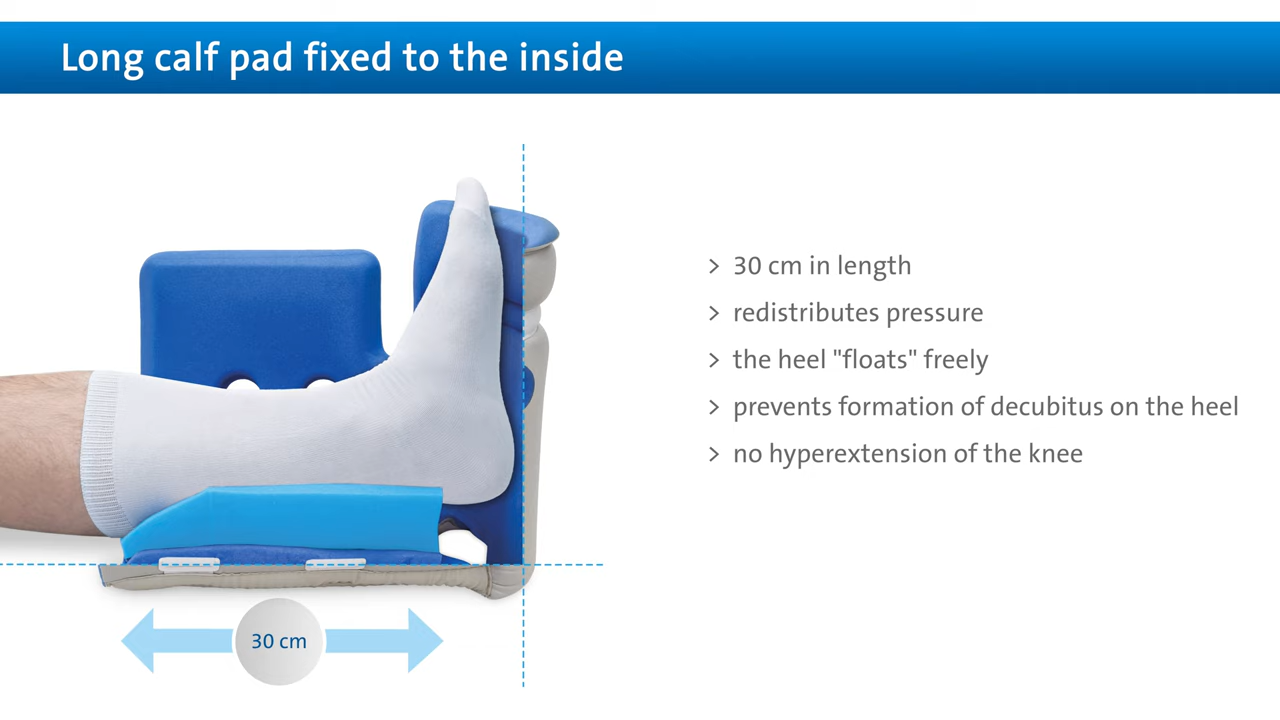 Long calf pad fixed to the inside
> 30 cm in length
> redistributes pressure
> the heel "floats" freely
> prevents formation of decubitus on the heel
> no hyperextension of the knee
30 cm